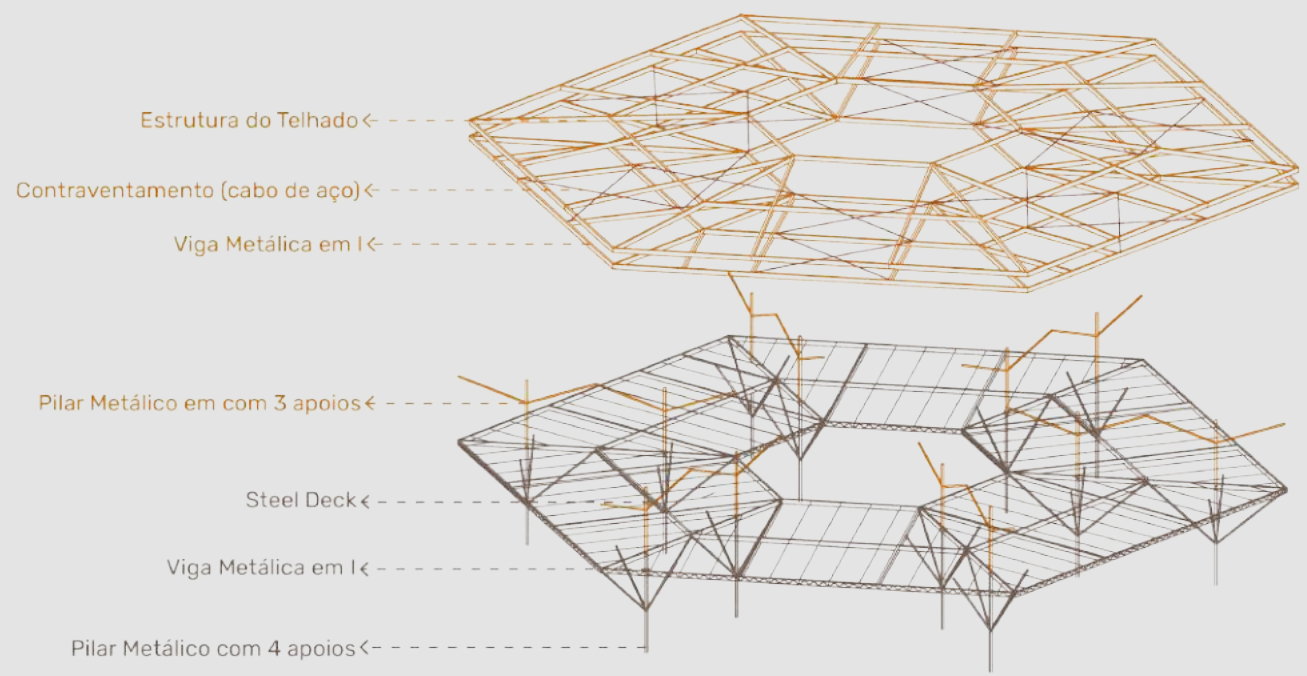 Estrutura do Telhado
Contraventamento (cabo de aço)
Viga Metálica em I
Pilar Metálico em com 3 apoios
Steel Deck
Viga Metálica em I
Pilar Metálico com 4 apoios